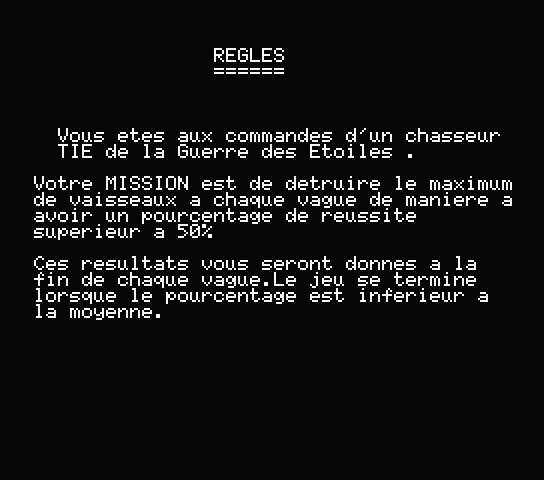 REGLES
======
Vous etes aux commandes d'un chasseur
TIE de la Guerre des Etoiles .
Votre MISSION est de detruire le maximum
de vaisseaux a chaque vague de maniere a
avoir un pourcentage de reussite
superieur a 50%
Ces resultats vous seront donnes a la
fin de chaque vague.Le jeu se termine
lorsque le pourcentage est inferieur a
la moyenne.